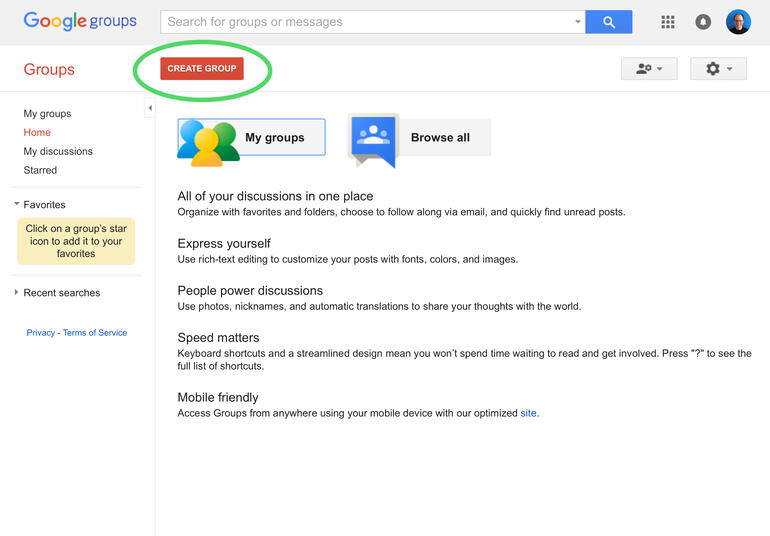 Google groups
Search for groups or messages
Groups
CREATE GROUP
My groups
Home
My discussions
Starred
Favorites
Click on a group's star
icon to add it to your
favorites
Recent searches
Privacy - Terms of Service
My groups
Browse all
All of your discussions in one place
Organize with favorites and folders, choose to follow along via email, and quickly find unread posts.
Express yourself
Use rich-text editing to customize your posts with fonts, colors, and images.
People power discussions
Use photos, nicknames, and automatic translations to share your thoughts with the world.
Speed matters
Keyboard shortcuts and a streamlined design mean you won't spend time waiting to read and get involved. Press "?" to see the
full list of shortcuts.
Mobile friendly
Access Groups from anywhere using your mobile device with our optimized site.